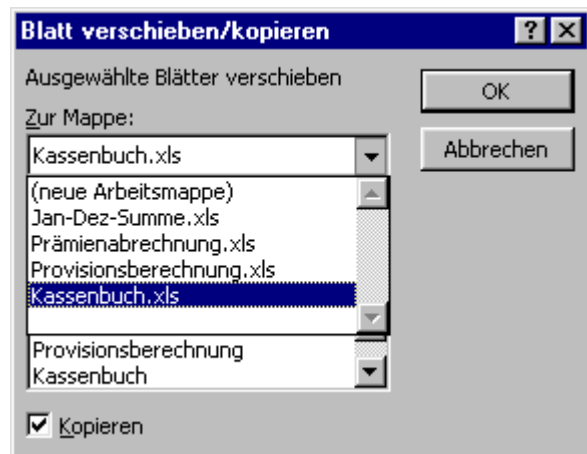 Blatt verschieben/kopieren
Ausgewählte Blätter verschieben
OK
Zur Mappe:
Kassenbuch.xls
Abbrechen
(neue Arbeitsmappe)
Jan-Dez-Summe.xls
Prämienabrechnung.xls
Provisionsberechnung.xls
Kassenbuch.xls
Provisionsberechnung
Kassenbuch
Kopieren